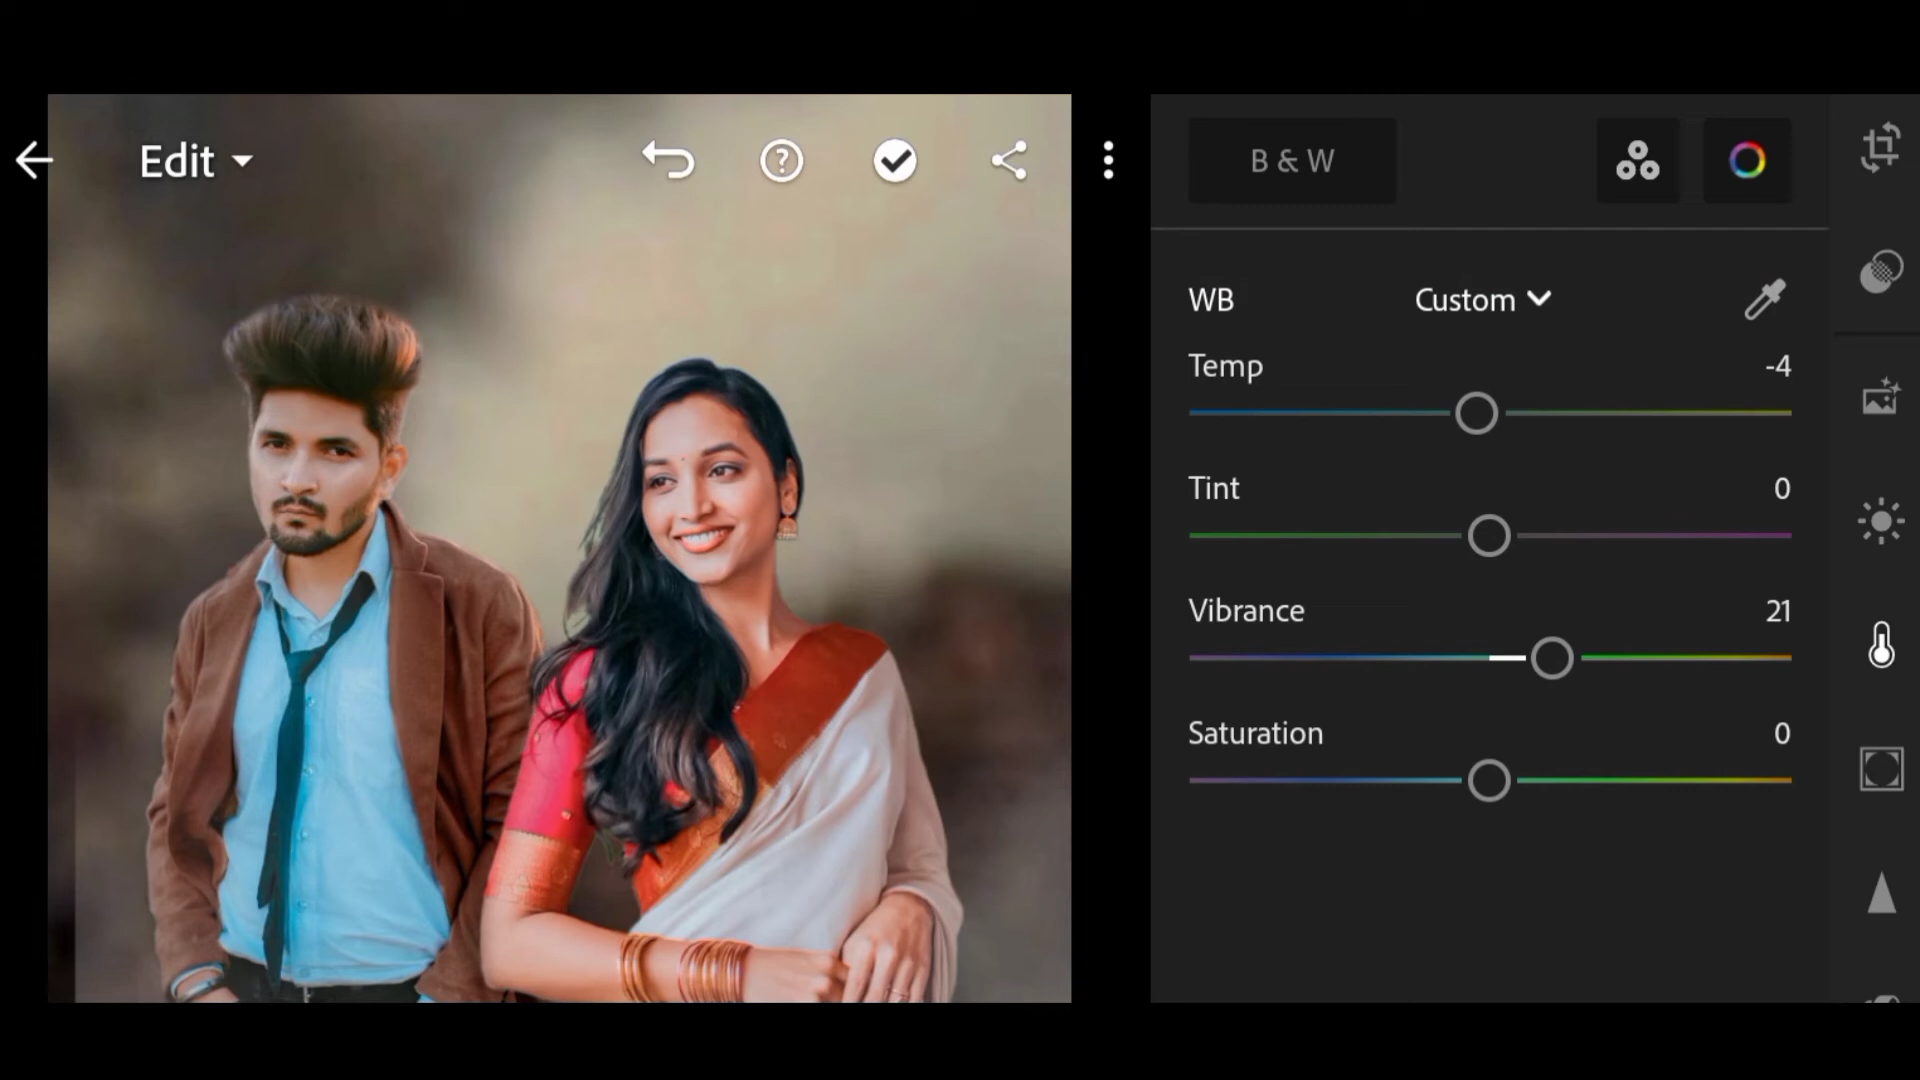 Edit
B & W
WB
Custom
Temp
-4
Tint
0
Vibrance
21
Saturation
0